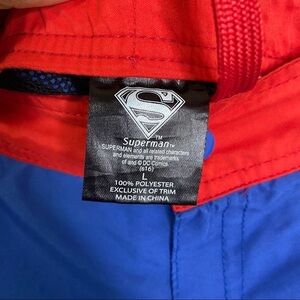 S
TM
Superman™
SUPERMAN and all related characters
and elements are trademarks
of and © DC Comics
(s16)
L
100% POLYESTER
EXCLUSIVE OF TRIM
MADE IN CHINA